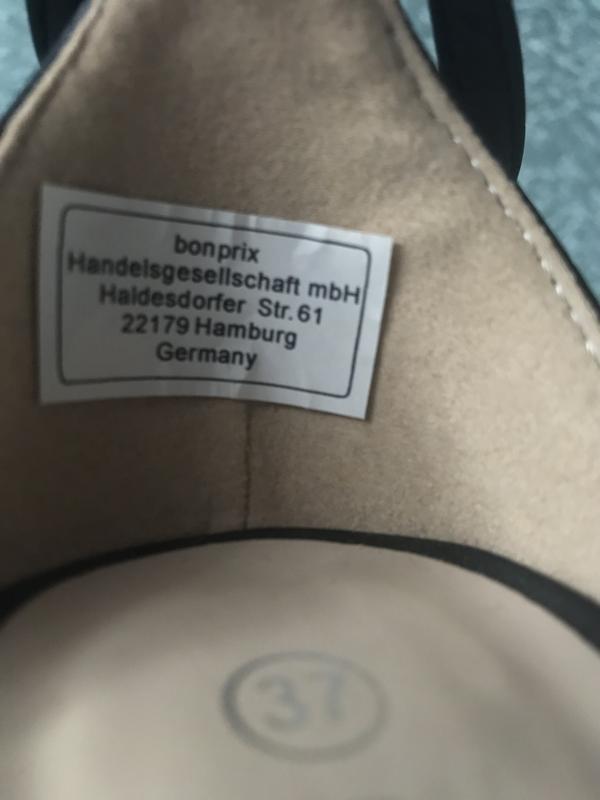 bonprix
Handelsgesellschaft mbH
Haldesdorfer Str. 61
22179 Hamburg
Germany
37